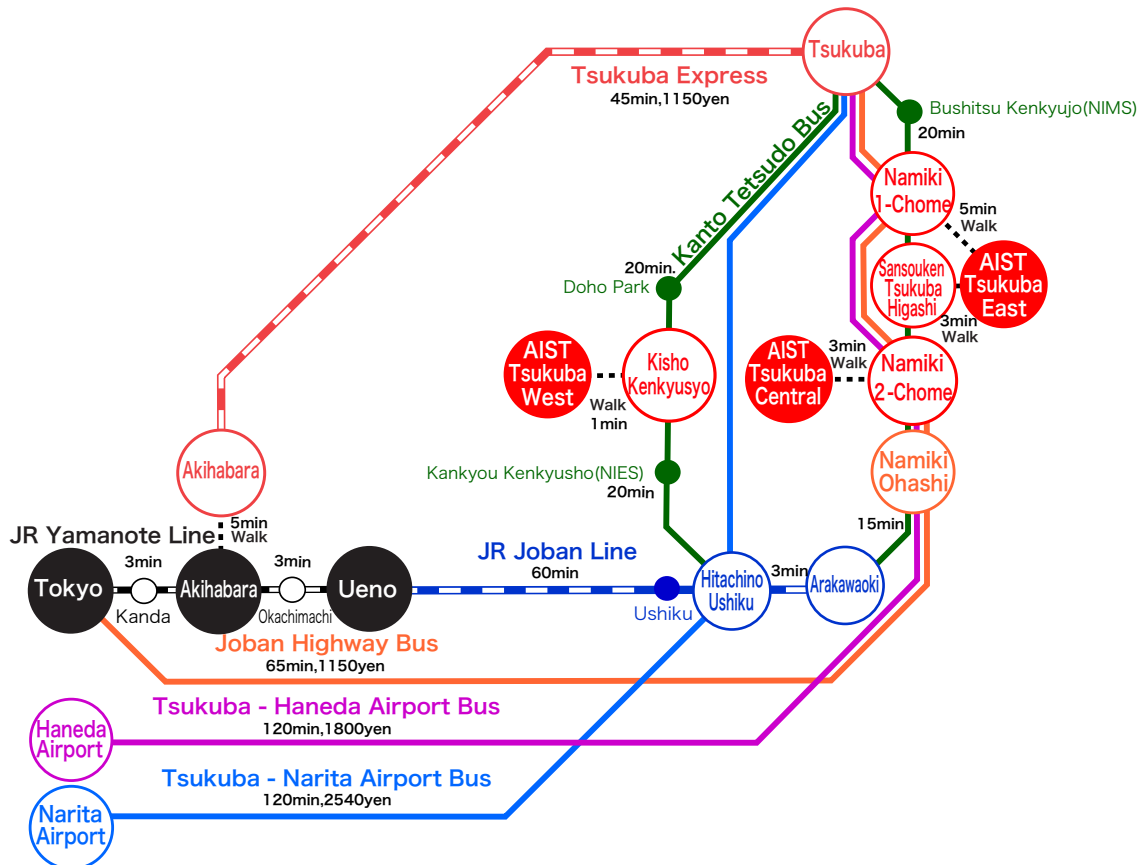 Tsukuba
Tsukuba Express
45min,1150yen
Bushitsu Kenkyujo(NIMS)
20min
Kanto Tetsudo Bus
Namiki
1-Chome
5min
Walk
20min.
Doho Park
Sansouken
Tsukuba
Higashi
AIST
Tsukuba
East
3min
Walk
AIST
Tsukuba
West
Walk
1min
Kisho
Kenkyusyo
AIST
Tsukuba
Central
3min
Walk
Namiki
2-Chome
Akihabara
Kankyou Kenkyusho(NIES)
20min
Namiki
Ohashi
15min
5min
Walk
JR Yamanote Line
3min
3min
JR Joban Line
60min
3min
Tokyo
Kanda
Akihabara
Okachimachi
Ueno
Ushiku
Hitachino
Ushiku
Arakawaoki
Joban Highway Bus
65min,1150yen
Haneda
Airport
Tsukuba - Haneda Airport Bus
120min,1800yen
Tsukuba - Narita Airport Bus
120min,2540yen
Narita
Airport